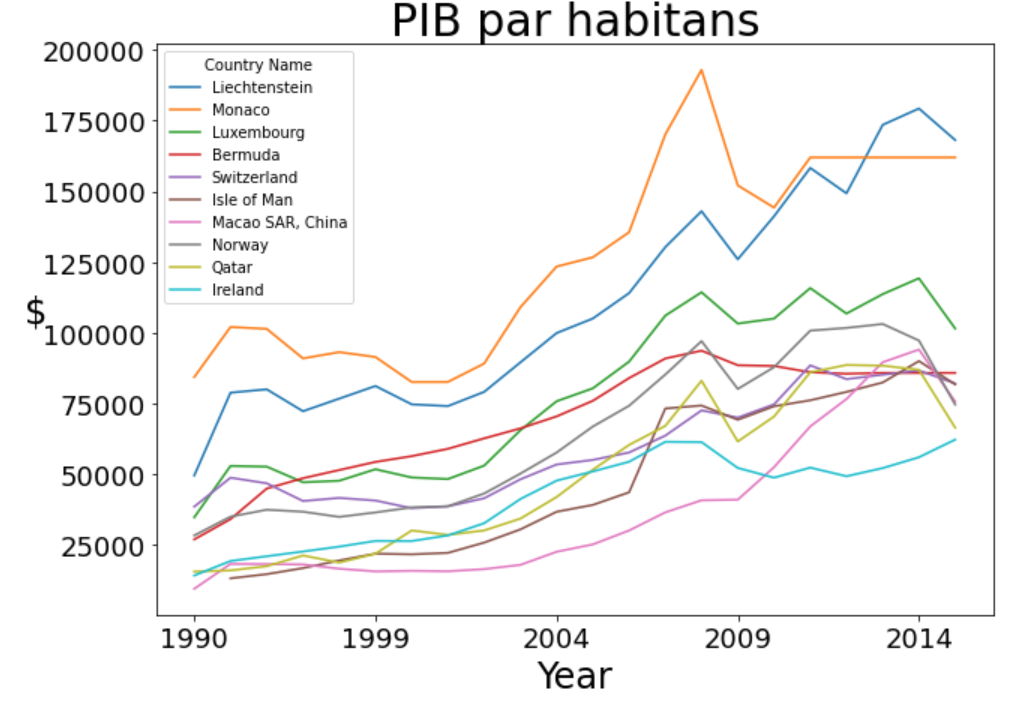 PIB par habitans
200000
175000
150000
125000
100000
75000
50000
25000
$
Country Name
Liechtenstein
Monaco
Luxembourg
Bermuda
Switzerland
Isle of Man
Macao SAR, China
Norway
Qatar
Ireland
1990 1999 2004 2009 2014
Year